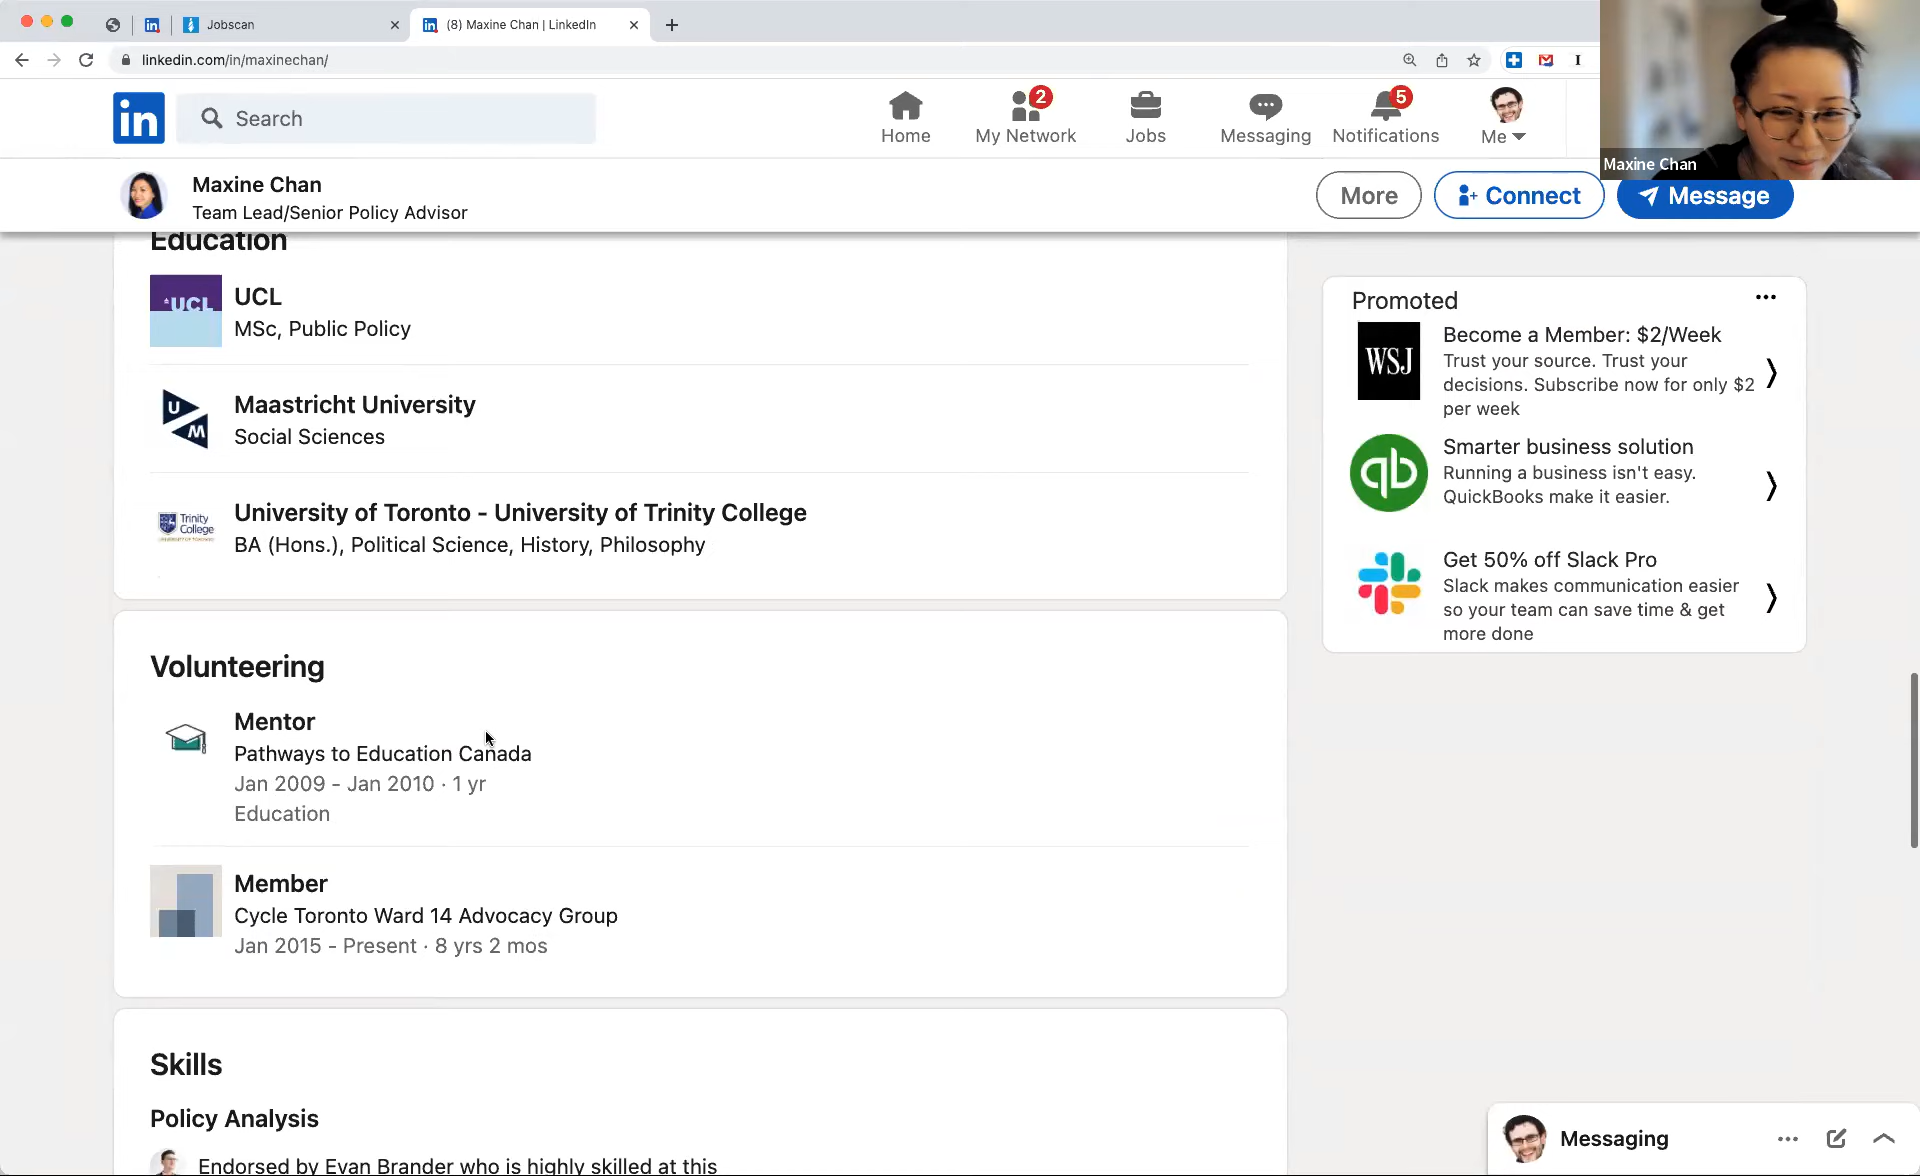 Jobscan
(8) Maxine Chan | LinkedIn
linkedin.com/in/maxinechan/
in
Search
Home
2
My Network
Jobs
Messaging
5
Notifications
Me
Maxine Chan
Maxine Chan
Team Lead/Senior Policy Advisor
More
Connect
Message
Education
UCL
UCL
MSc, Public Policy
U
M
Maastricht University
Social Sciences
Trinity
College
University of Toronto - University of Trinity College
BA (Hons.), Political Science, History, Philosophy
Volunteering
Mentor
Pathways to Education Canada
Jan 2009 - Jan 2010 · 1 yr
Education
Member
Cycle Toronto Ward 14 Advocacy Group
Jan 2015 - Present · 8 yrs 2 mos
Skills
Policy Analysis
Endorsed by Evan Brander who is highly skilled at this
Promoted
WSJ
Become a Member: $2/Week
Trust your source. Trust your
decisions. Subscribe now for only $2
per week
qb
Smarter business solution
Running a business isn't easy.
QuickBooks make it easier.
Get 50% off Slack Pro
Slack makes communication easier
so your team can save time & get
more done
Messaging